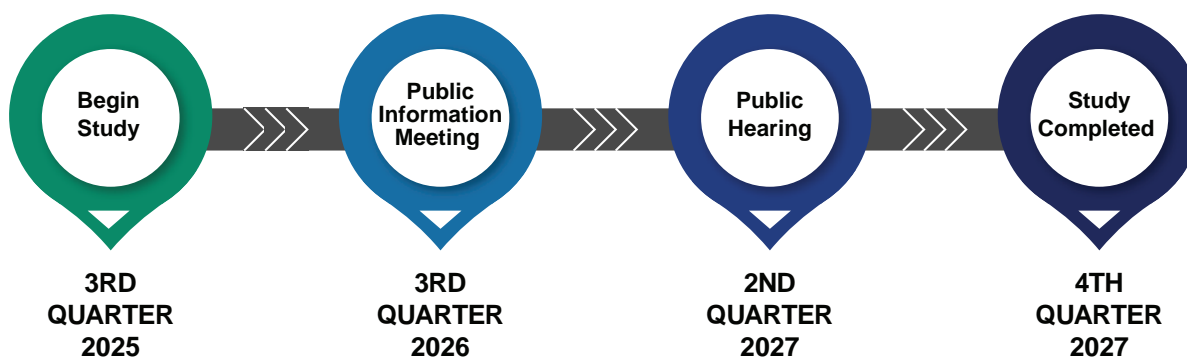 Begin
Study
Public
Information
Meeting
Public
Hearing
Study
Completed
3RD
QUARTER
2025
3RD
QUARTER
2026
2ND
QUARTER
2027
4TH
QUARTER
2027